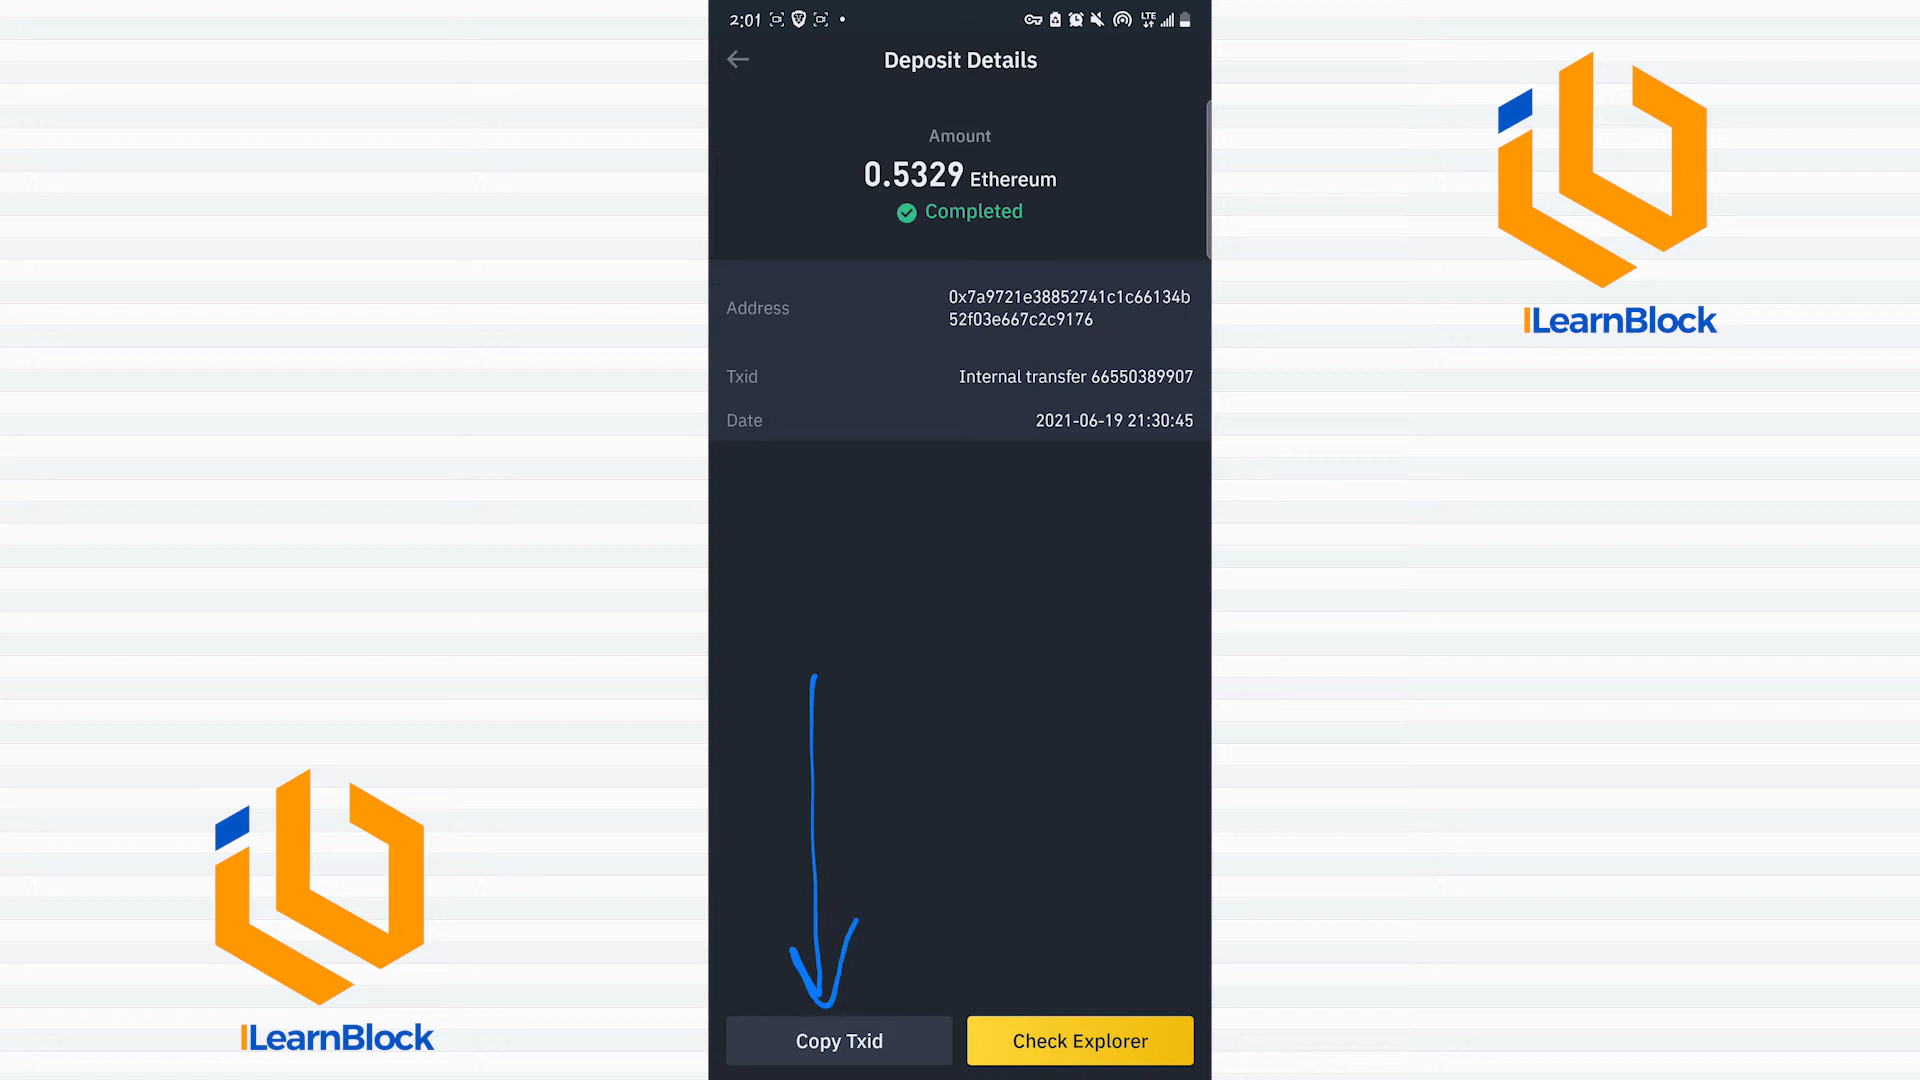 2:01
LTE
Deposit Details
Amount
0.5329 Ethereum
Completed
Address
0x7a9721e38852741c1c66134b
52f03e667c2c9176
Txid
Internal transfer 66550389907
Date
2021-06-19 21:30:45
Copy Txid
Check Explorer
ILearnBlock
ILearnBlock